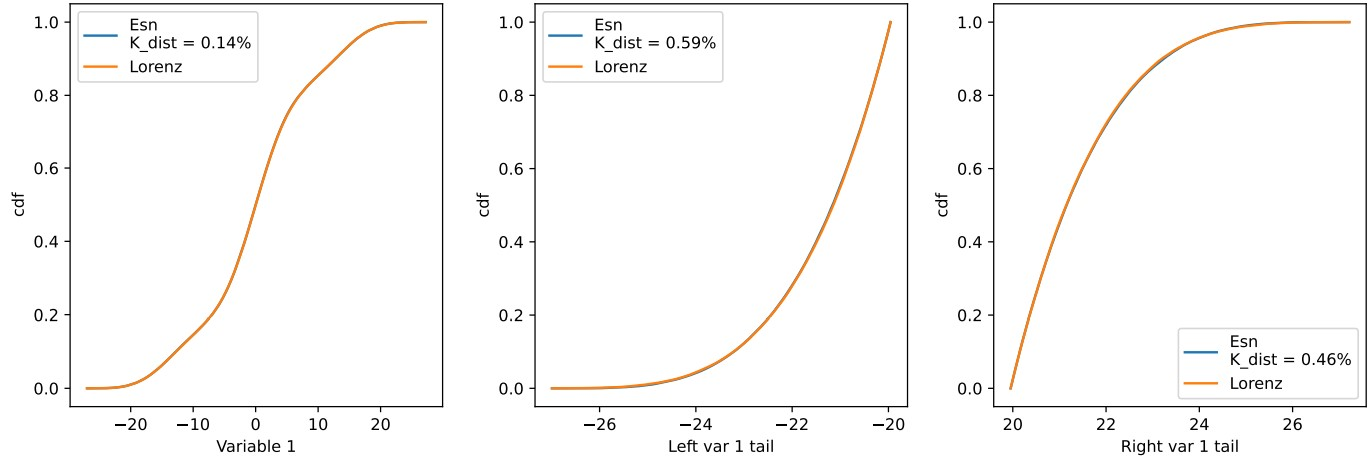 1.0
0.8
0.6
0.4
0.2
0.0
cdf
Esn
K_dist = 0.14%
Lorenz
−20 −10 0 10 20
Variable 1
1.0
0.8
0.6
0.4
0.2
0.0
cdf
Esn
K_dist = 0.59%
Lorenz
−26 −24 −22 −20
Left var 1 tail
1.0
0.8
0.6
0.4
0.2
0.0
cdf
Esn
K_dist = 0.46%
Lorenz
20 22 24 26
Right var 1 tail